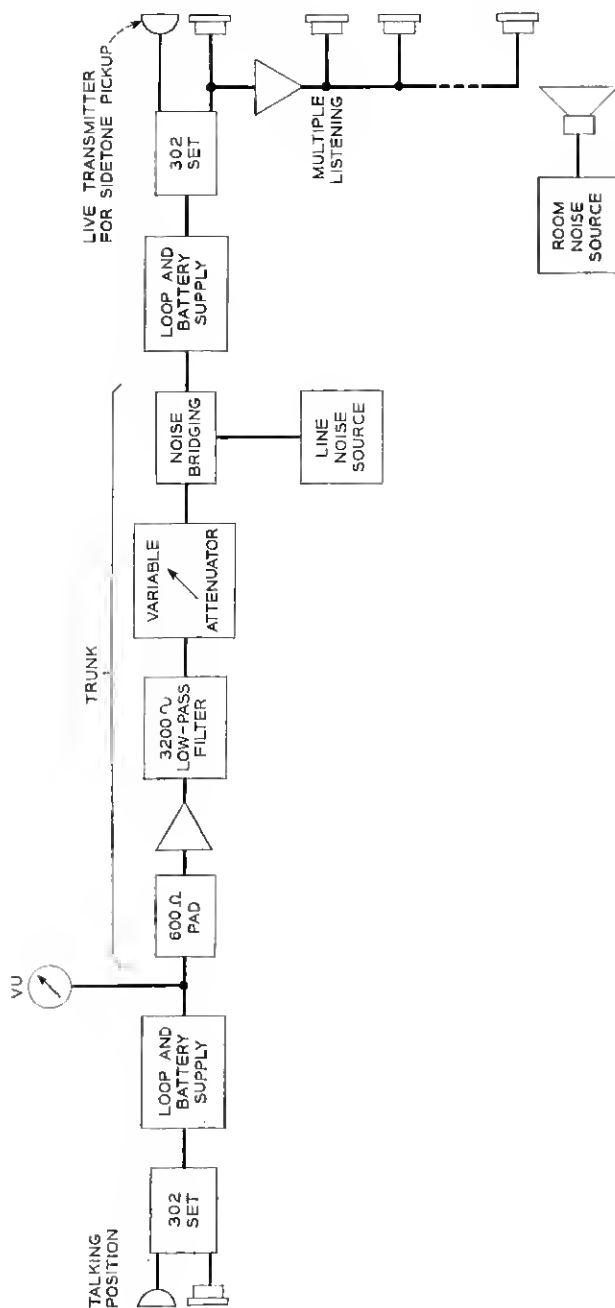 TALKING
POSITION
302
SET
LOOP AND
BATTERY
SUPPLY
VU
TRUNK
600 Ω
PAD
3200 ∿
LOW-PASS
FILTER
VARIABLE
ATTENUATOR
NOISE
BRIDGING
LINE
NOISE
SOURCE
LOOP AND
BATTERY
SUPPLY
302
SET
LIVE TRANSMITTER
FOR SIDETONE PICKUP
MULTIPLE
LISTENING
ROOM
NOISE
SOURCE